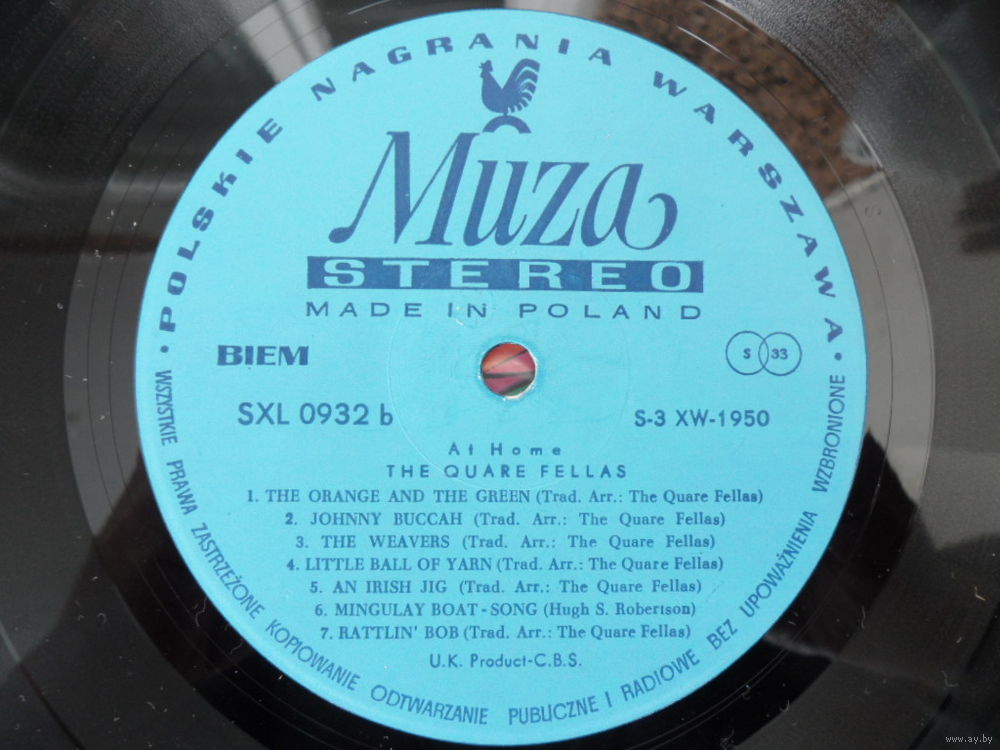 • POLSKIE NAGRANIA WARSZAWA •
Muza
STEREO
MADE IN POLAND
BIEM
S 33
SXL 0932 b
S-3 XW-1950
At Home
THE QUARE FELLAS
1. THE ORANGE AND THE GREEN (Trad. Arr.: The Quare Fellas)
2. JOHNNY BUCCAH (Trad. Arr.: The Quare Fellas)
3. THE WEAVERS (Trad. Arr.: The Quare Fellas)
4. LITTLE BALL OF YARN (Trad. Arr.: The Quare Fellas)
5. AN IRISH JIG (Trad. Arr.: The Quare Fellas)
6. MINGULAY BOAT-SONG (Hugh S. Robertson)
7. RATTLIN' BOB (Trad. Arr.: The Quare Fellas)
U.K. Product-C.B.S.
WSZYSTKIE PRAWA ZASTRZEŻONE KOPIOWANIE ODTWARZANIE PUBLICZNE I RADIOWE BEZ UPOWAŻNIENIA WZBRONIONE
www.ay.by